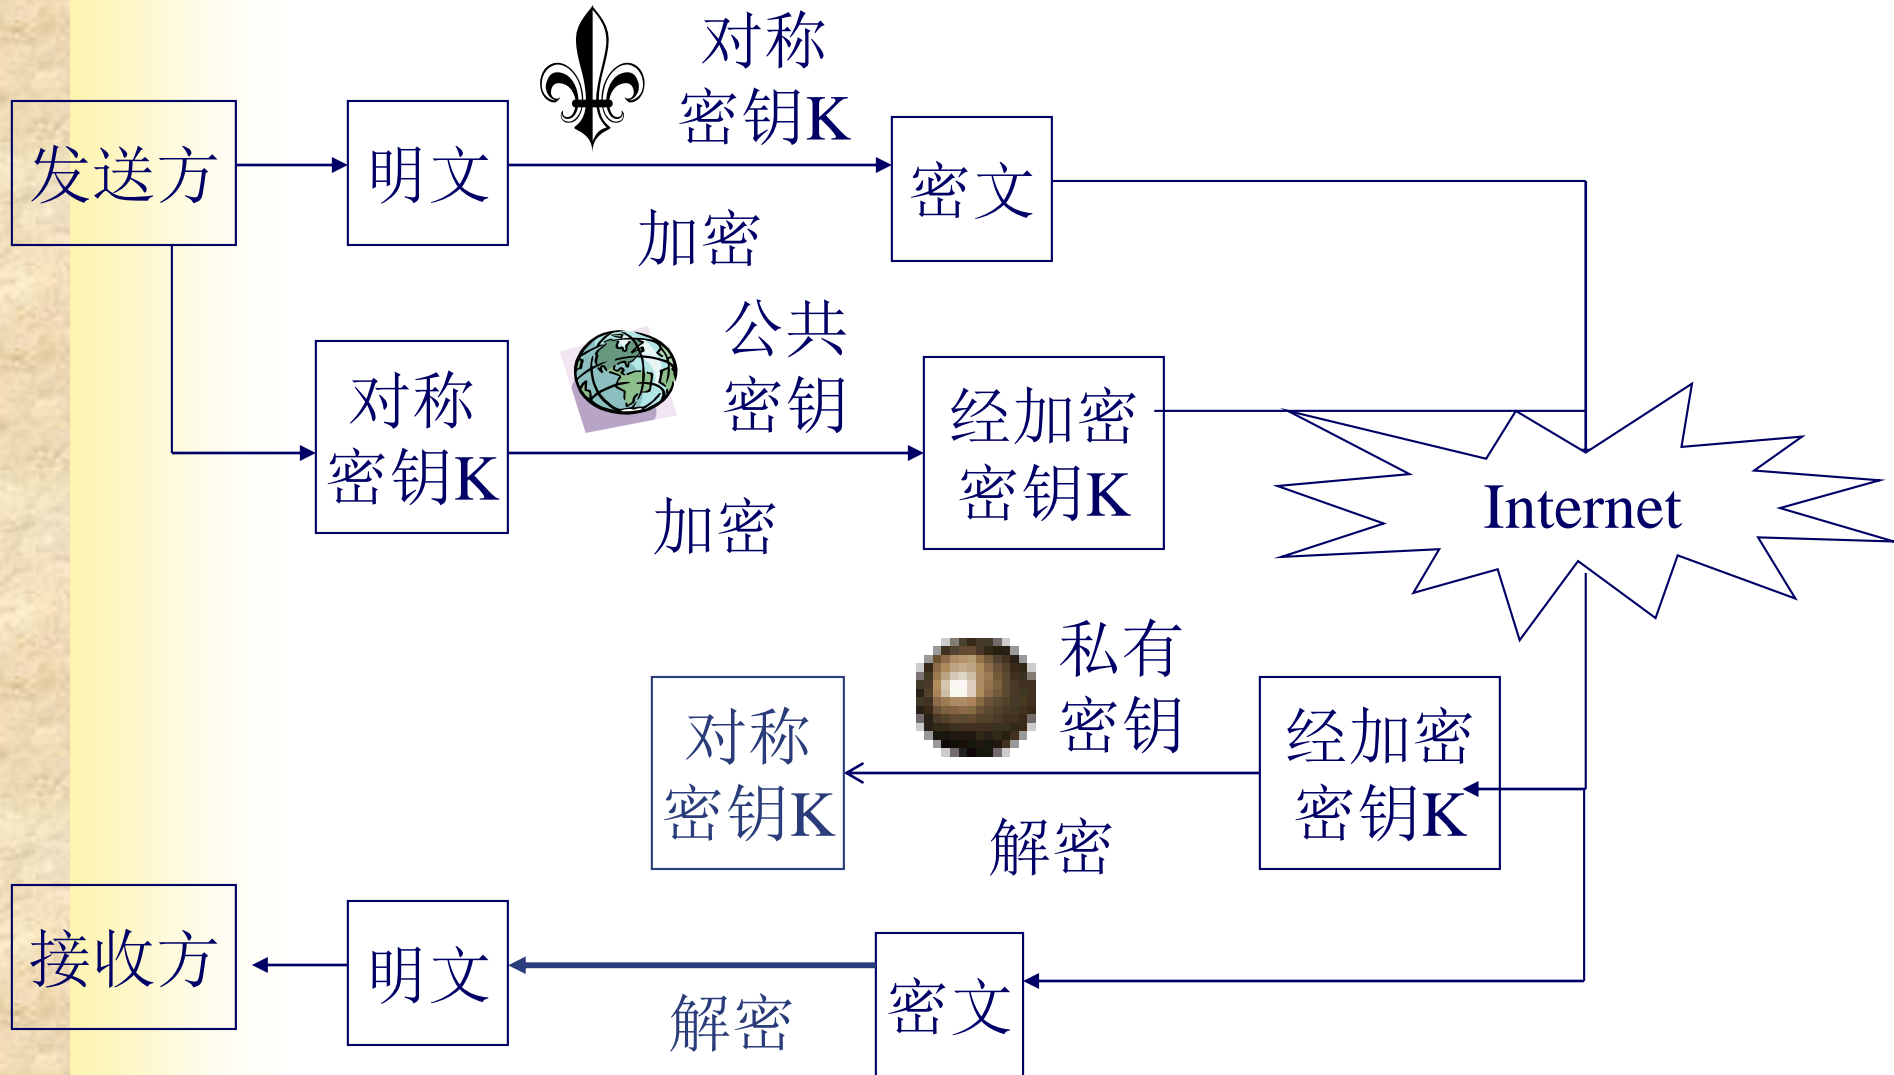 对称
密钥K
发送方
明文
密文
加密
公共
密钥
对称
密钥K
经加密
密钥K
加密
Internet
私有
密钥
对称
密钥K
经加密
密钥K
解密
接收方
明文
密文
解密